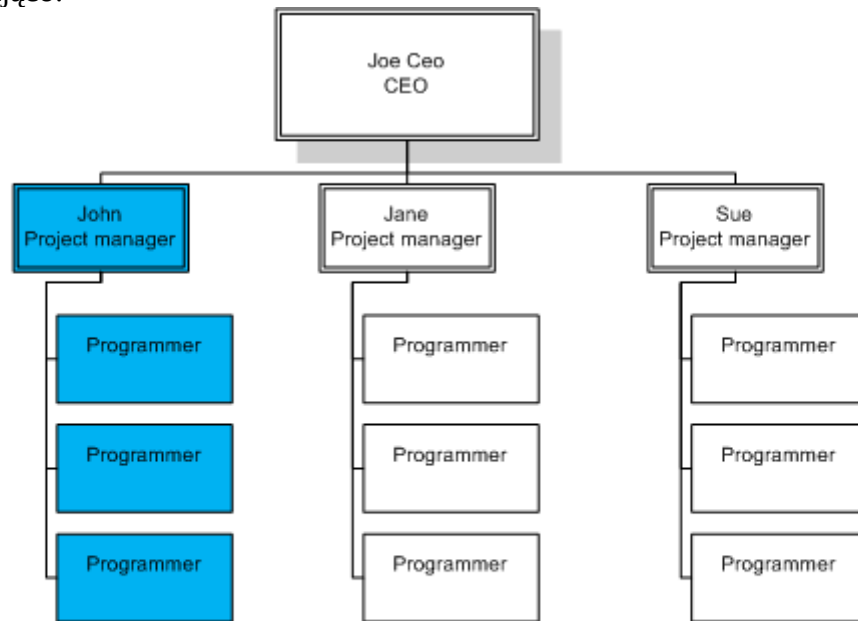 Joe Ceo
CEO
John
Project manager
Jane
Project manager
Sue
Project manager
Programmer
Programmer
Programmer
Programmer
Programmer
Programmer
Programmer
Programmer
Programmer